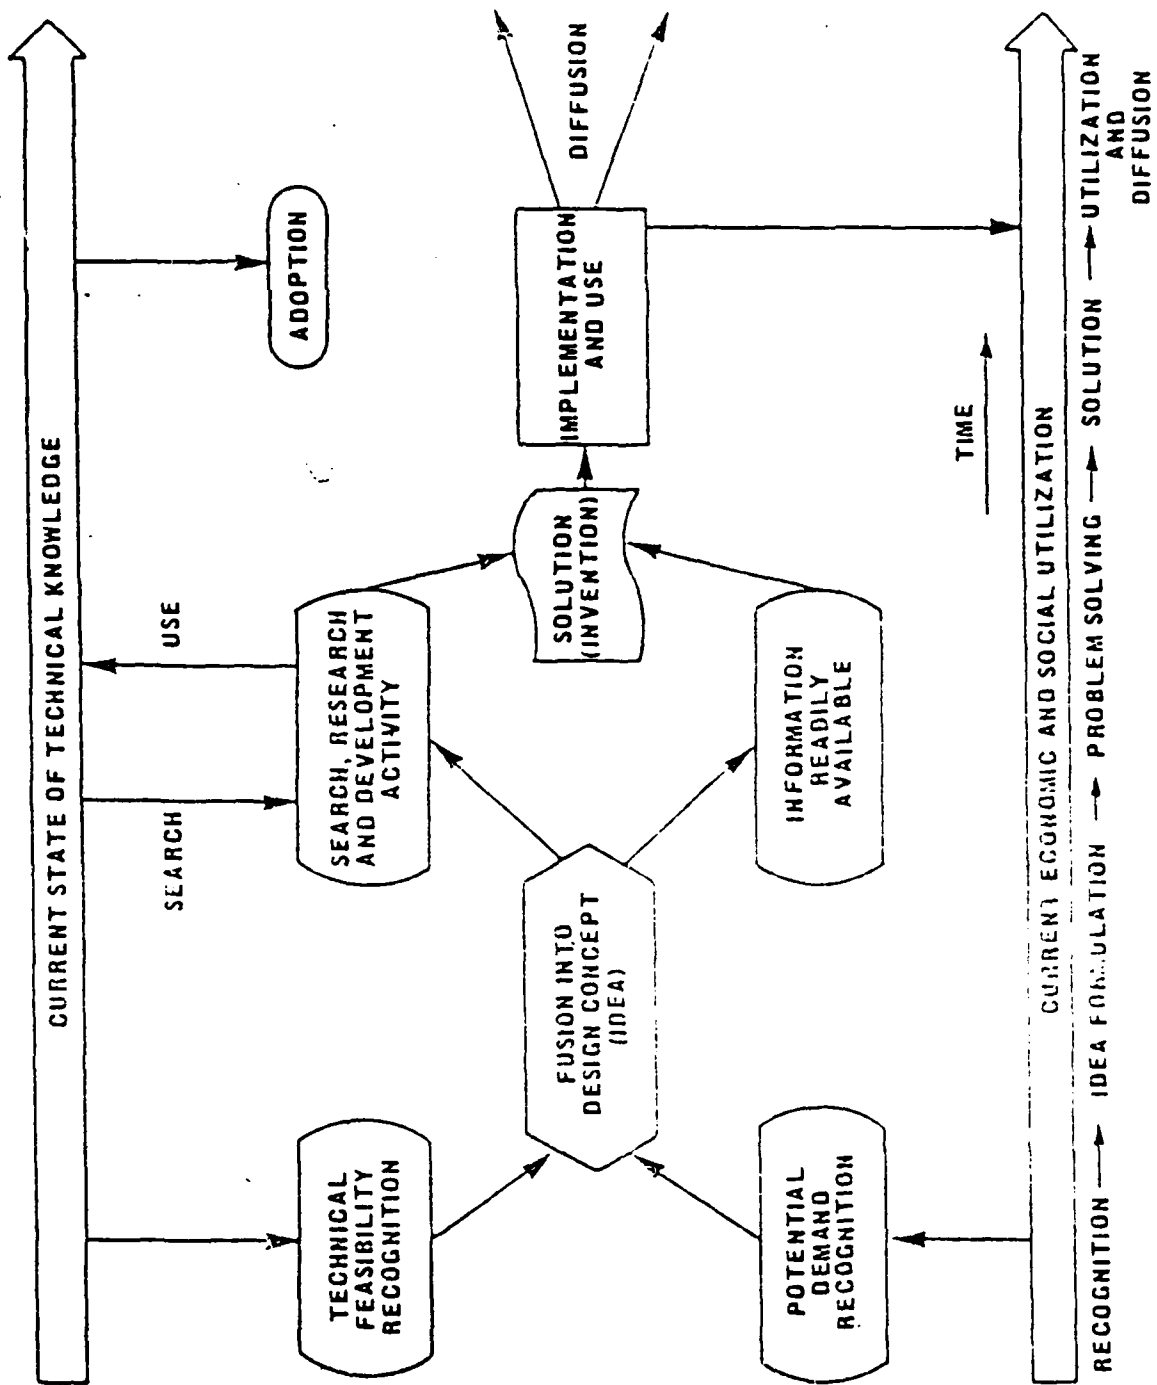 CURRENT STATE OF TECHNICAL KNOWLEDGE
SEARCH
USE
TECHNICAL
FEASIBILITY
RECOGNITION
SEARCH, RESEARCH
AND DEVELOPMENT
ACTIVITY
ADOPTION
FUSION INTO
DESIGN CONCEPT
(IDEA)
SOLUTION
(INVENTION)
IMPLEMENTATION
AND USE
DIFFUSION
POTENTIAL
DEMAND
RECOGNITION
INFORMATION
READILY
AVAILABLE
TIME
CURRENT ECONOMIC AND SOCIAL UTILIZATION
RECOGNITION → IDEA FORMULATION → PROBLEM SOLVING → SOLUTION → UTILIZATION
AND
DIFFUSION